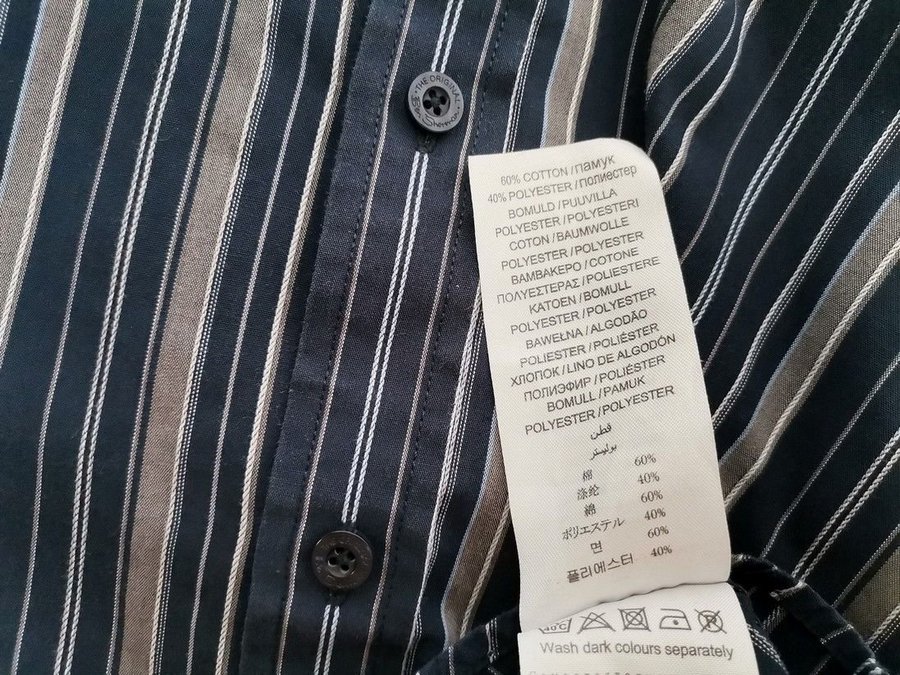 THE ORIGINAL
60% COTTON / Памук
40% POLYESTER / Полиестер
BOMULD / PUUVILLA
POLYESTER / POLYESTERI
COTON / BAUMWOLLE
POLYESTER / POLYESTER
ΒΑΜΒΑΚΕΡΟ / COTONE
ΠΟΛΥΕΣΤΕΡΑΣ / POLIESTERE
KATOEN / BOMULL
POLYESTER / POLYESTER
BAWEŁNA / ALGODÃO
POLIESTER / POLIÉSTER
ХЛОПОК / LINO DE ALGODÓN
ПОЛИЭФИР / POLIÉSTER
BOMULL / PAMUK
POLYESTER / POLYESTER
قطن
بوليستر
棉 60%
涤纶 40%
綿 60%
ポリエステル 40%
면 60%
폴리에스터 40%
40°C
Wash dark colours separately